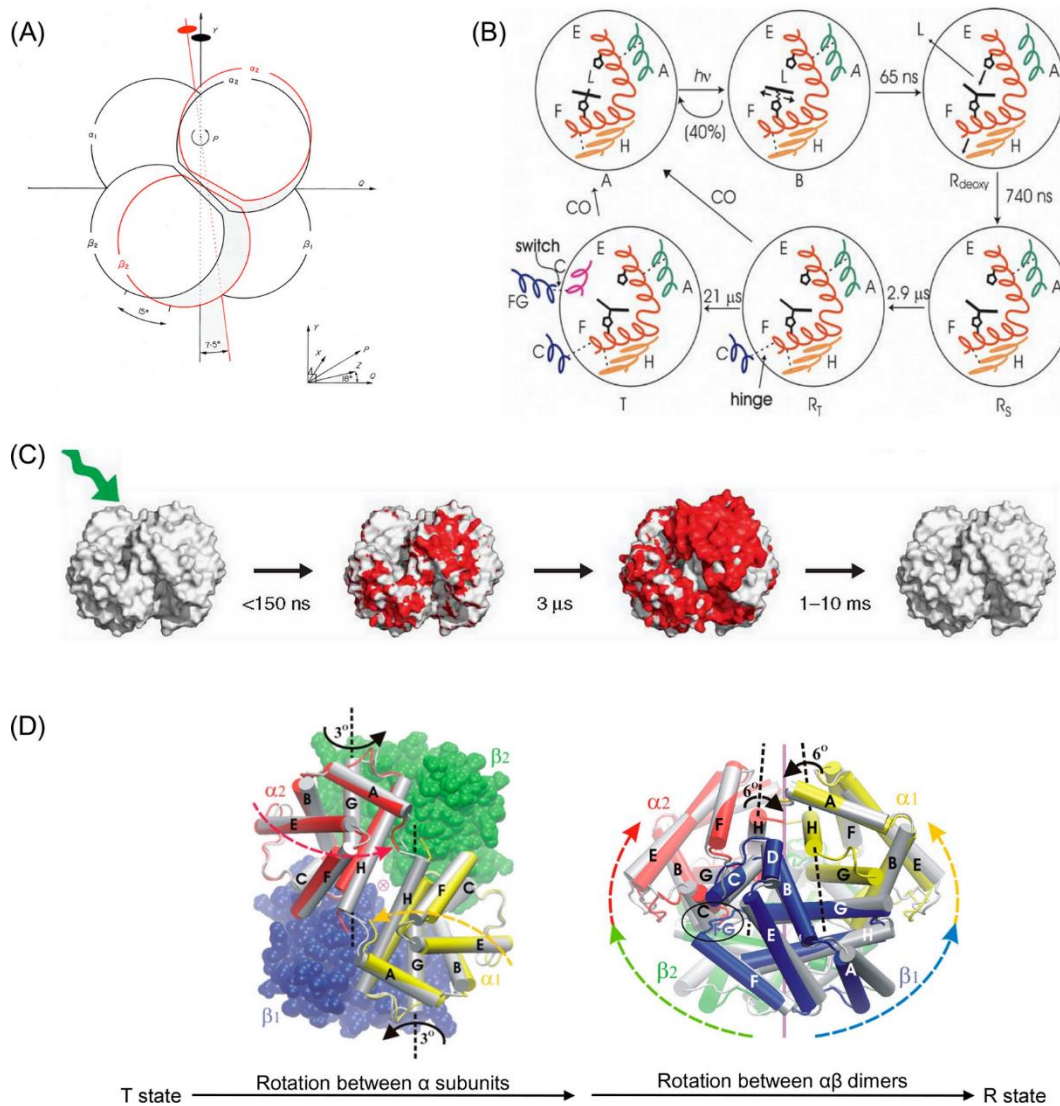 (A)
Y
α2
α2
α1
P
Q
β2
β2
β1
15°
7·5°
Y
X
P
Z
18°
Q
(B)
E
L
A
F
H
A
hν
(40%)
E
L
A
F
H
B
65 ns
L
E
A
F
H
Rdeoxy
740 ns
CO
CO
switch
C
E
FG
A
C
F
H
T
21 μs
E
A
C
F
H
hinge
RT
2.9 μs
E
A
F
H
RS
(C)
<150 ns
3 μs
1–10 ms
(D)
3°
β2
α2
B
G
A
E
C
F
H
H
F
C
G
E
A
B
α1
β1
3°
6°
6°
α2
α1
A
F
H
H
F
D
E
B
G
C
B
G
B
E
C
FG
E
G
H
β2
F
A
β1
T state
Rotation between α subunits
Rotation between αβ dimers
R state